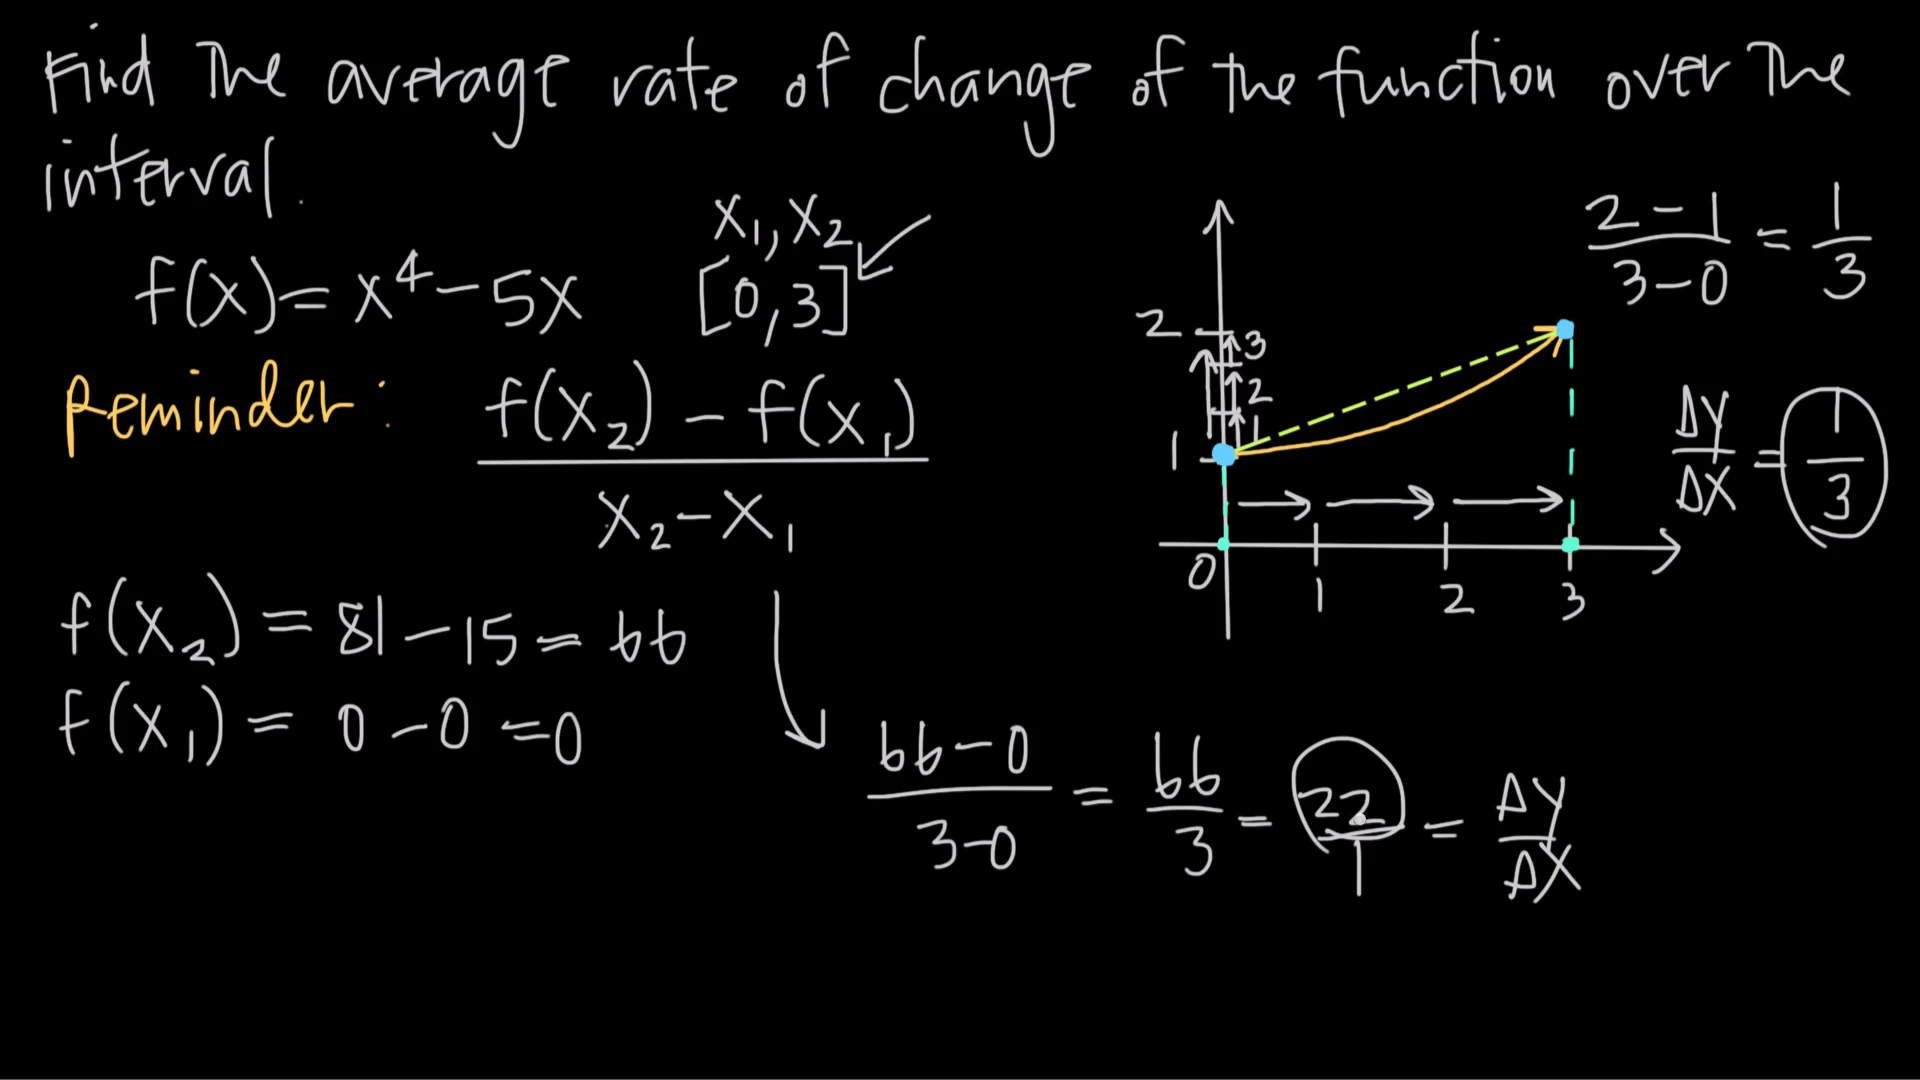 Find The average rate of change of the function over The
interval.
x₁, x₂
f(x) = x⁴ - 5x [0, 3]
Reminder: (f(x₂) - f(x₁)) / (x₂ - x₁)
f(x₂) = 81 - 15 = 66
f(x₁) = 0 - 0 = 0
(66 - 0) / (3 - 0) = 66/3 = 22/1 = Δy/Δx
(2 - 1) / (3 - 0) = 1/3
2 3
2
1 1
0 1 2 3
Δy/Δx = 1/3